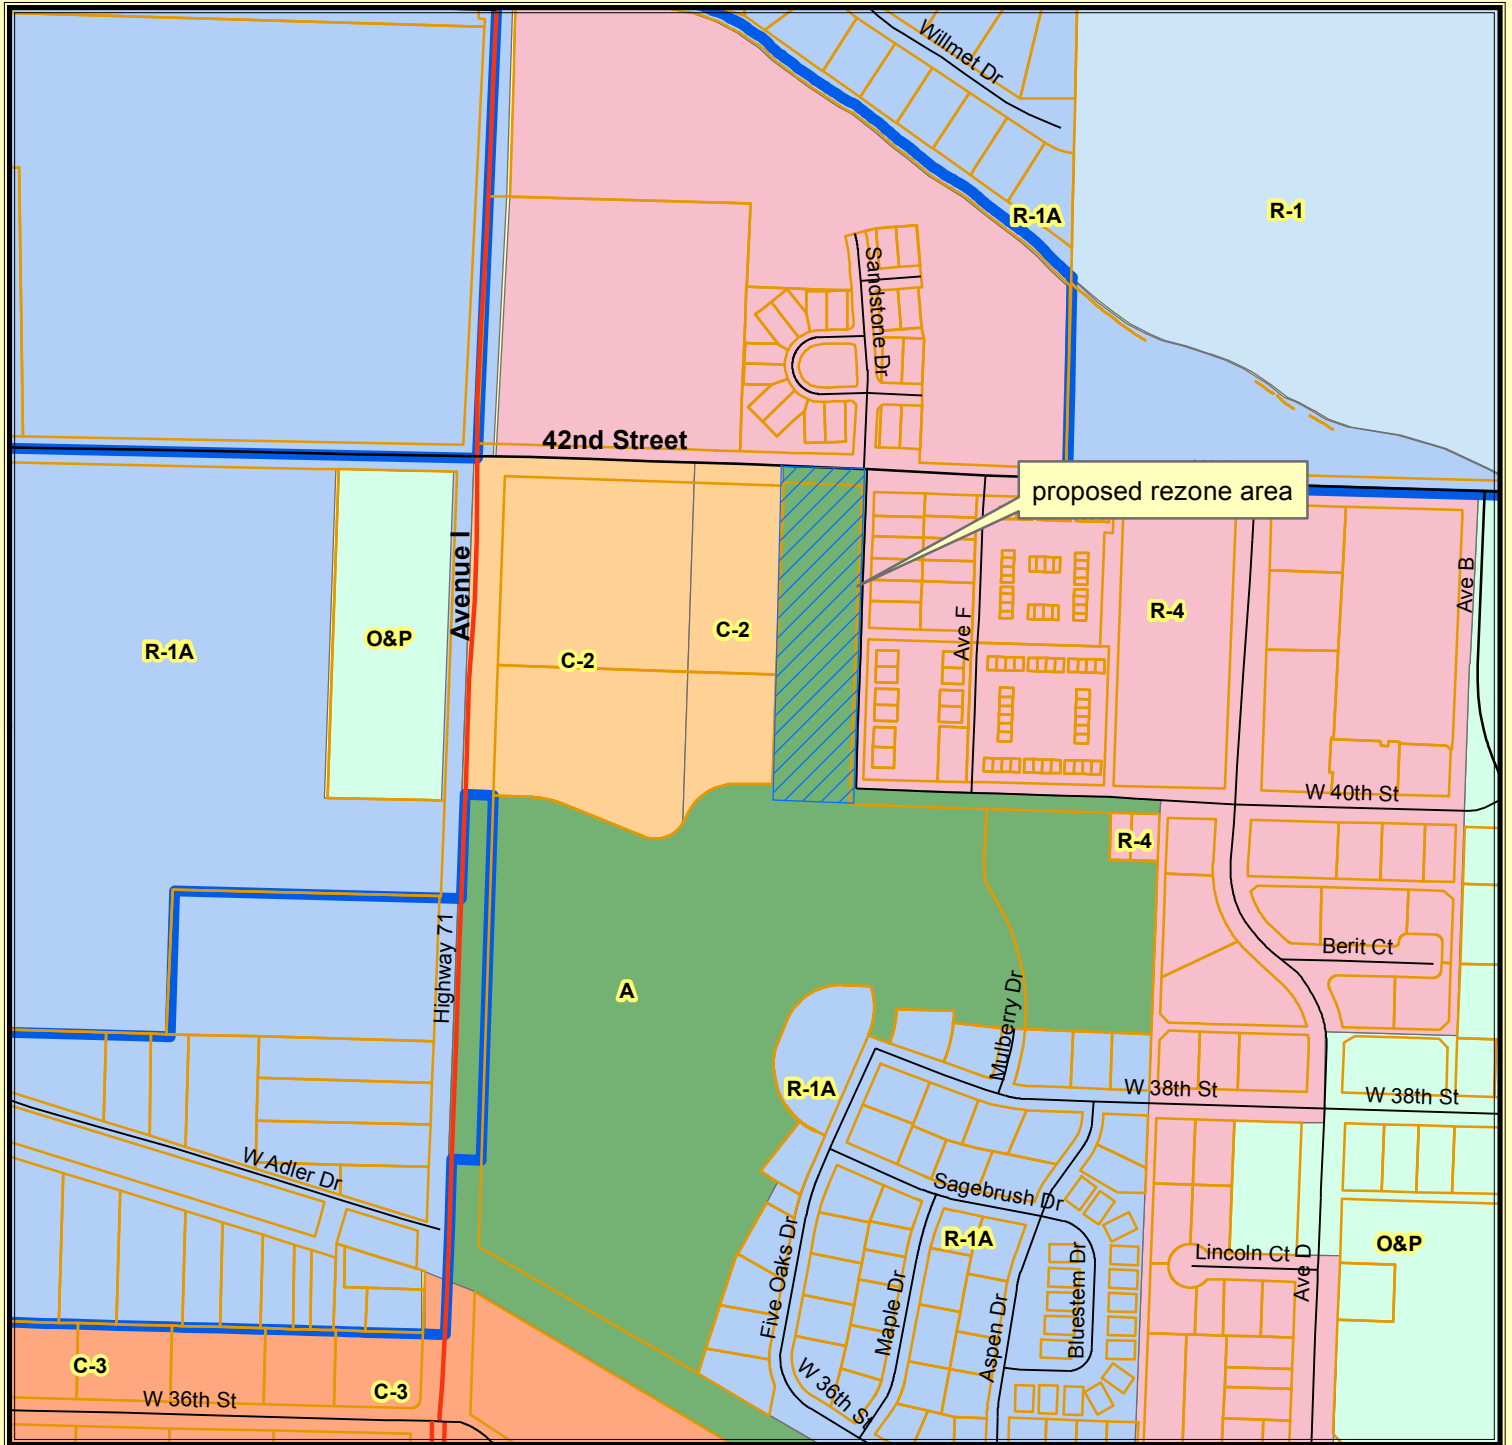 Willmet Dr
R-1A
R-1
Sandstone Dr
42nd Street
proposed rezone area
Avenue I
Ave B
R-1A
O&P
C-2
C-2
Ave F
R-4
W 40th St
R-4
Highway 71
Berit Ct
A
Mulberry Dr
R-1A
W 38th St
W 38th St
W Adler Dr
Sagebrush Dr
R-1A
Five Oaks Dr
Maple Dr
Aspen Dr
Bluestem Dr
Lincoln Ct
Ave D
O&P
C-3
C-3
W 36th St
W 36th St